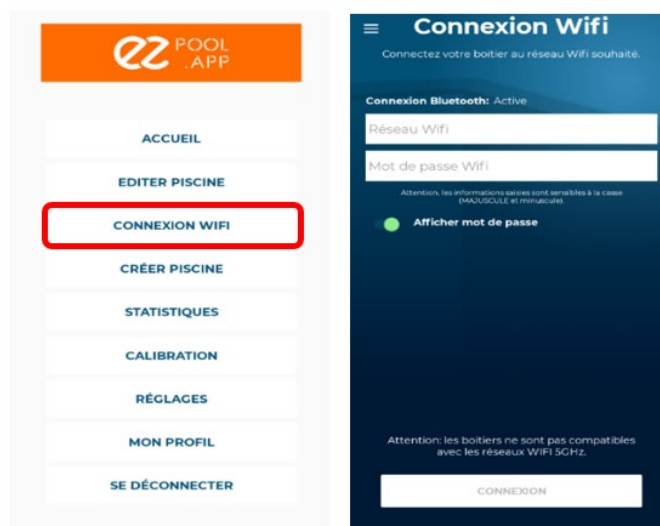 ez POOL
.APP
ACCUEIL
EDITER PISCINE
CONNEXION WIFI
CRÉER PISCINE
STATISTIQUES
CALIBRATION
RÉGLAGES
MON PROFIL
SE DÉCONNECTER
Connexion Wifi
Connectez votre boitier au réseau Wifi souhaité.
Connexion Bluetooth: Active
Réseau Wifi
Mot de passe Wifi
Attention, les informations saisies sont sensibles à la casse
(MAJUSCULE et minuscule).
Afficher mot de passe
Attention: les boitiers ne sont pas compatibles
avec les réseaux WIFI 5GHz.
CONNEXION